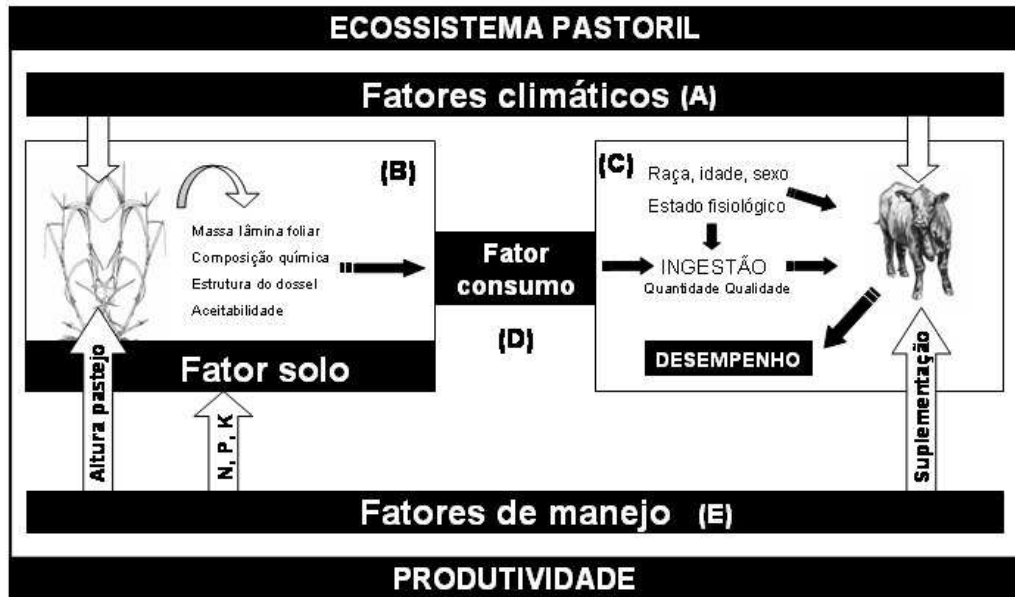 ECOSSISTEMA PASTORIL
Fatores climáticos (A)
(B)
Massa lâmina foliar
Composição química
Estrutura do dossel
Aceitabilidade
Fator solo
Altura pastejo
N, P, K
Fator
consumo
(D)
(C)
Raça, idade, sexo
Estado fisiológico
INGESTÃO
Quantidade Qualidade
DESEMPENHO
Suplementação
Fatores de manejo (E)
PRODUTIVIDADE